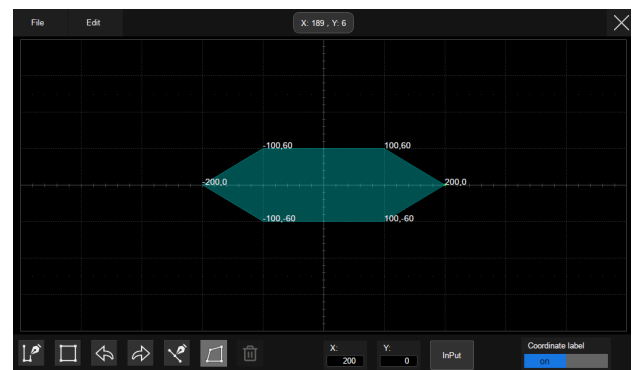 File Edit X: 189 , Y: 6
-100,60 100,60
-200,0 200,0
-100,-60 100,-60
X: Y: Coordinate label
200 0 InPut on